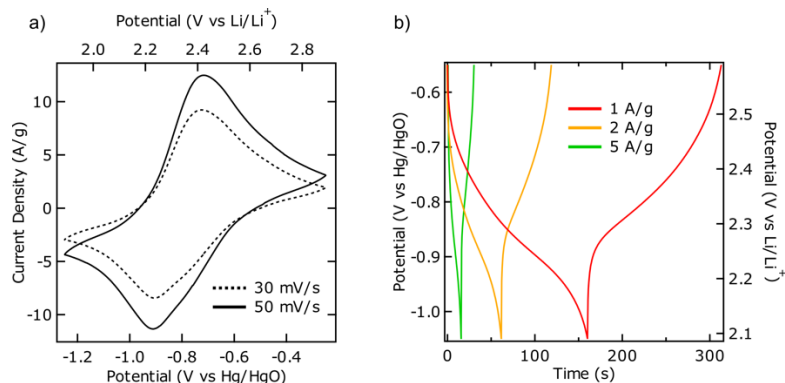 a)
Potential (V vs Li/Li⁺)
2.0 2.2 2.4 2.6 2.8
Current Density (A/g)
10
5
0
-5
-10
30 mV/s
50 mV/s
-1.2 -1.0 -0.8 -0.6 -0.4
Potential (V vs Hg/HgO)
b)
Potential (V vs Hg/HgO)
-0.6
-0.7
-0.8
-0.9
-1.0
1 A/g
2 A/g
5 A/g
2.5
2.4
2.3
2.2
2.1
Potential (V vs Li/Li⁺)
0 100 200 300
Time (s)